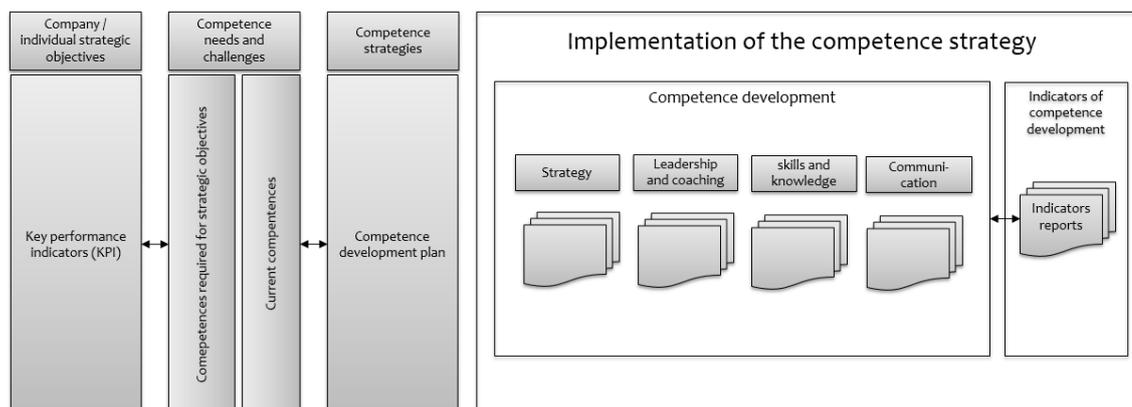 Company /
individual strategic
objectives
Competence
needs and
challenges
Competence
strategies
Key performance
indicators (KPI)
Comepetences required for strategic objectives
Current compentences
Competence
development plan
Implementation of the competence strategy
Competence development
Strategy
Leadership
and coaching
skills and
knowledge
Communi-
cation
Indicators of
competence
development
Indicators
reports